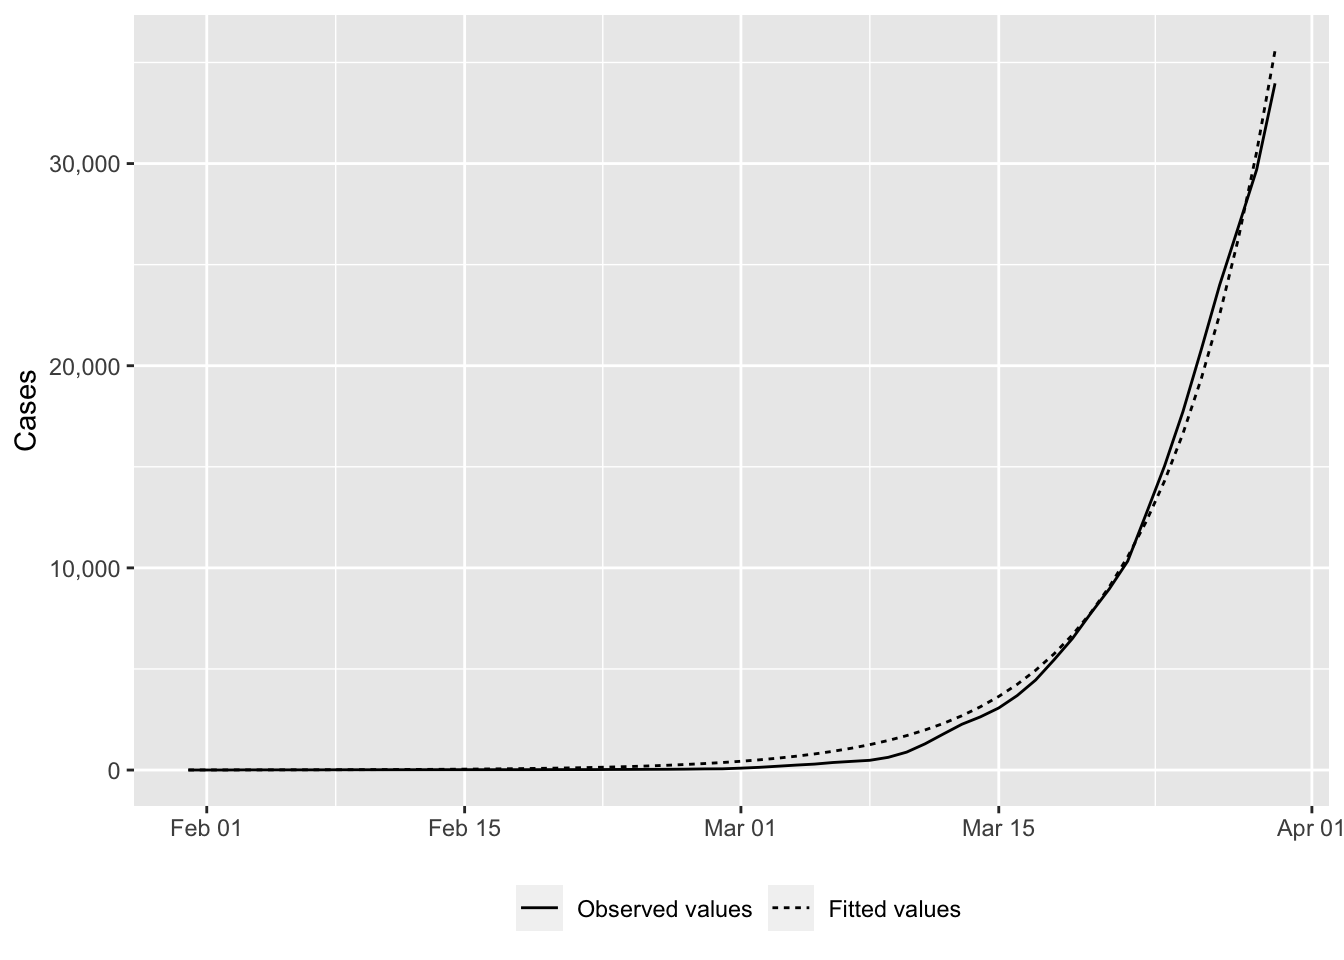 Cases
30,000
20,000
10,000
0
Feb 01
Feb 15
Mar 01
Mar 15
Apr 01
Observed values
Fitted values